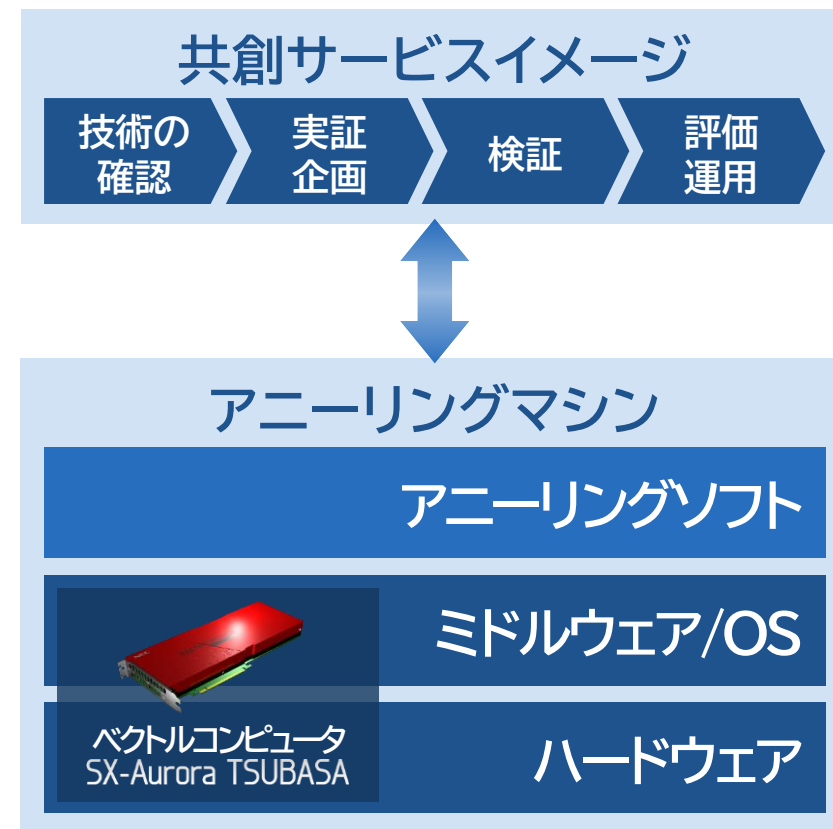 共創サービスイメージ
技術の
確認
実証
企画
検証
評価
運用
アニーリングマシン
アニーリングソフト
ミドルウェア/OS
ベクトルコンピュータ
SX-Aurora TSUBASA
ハードウェア